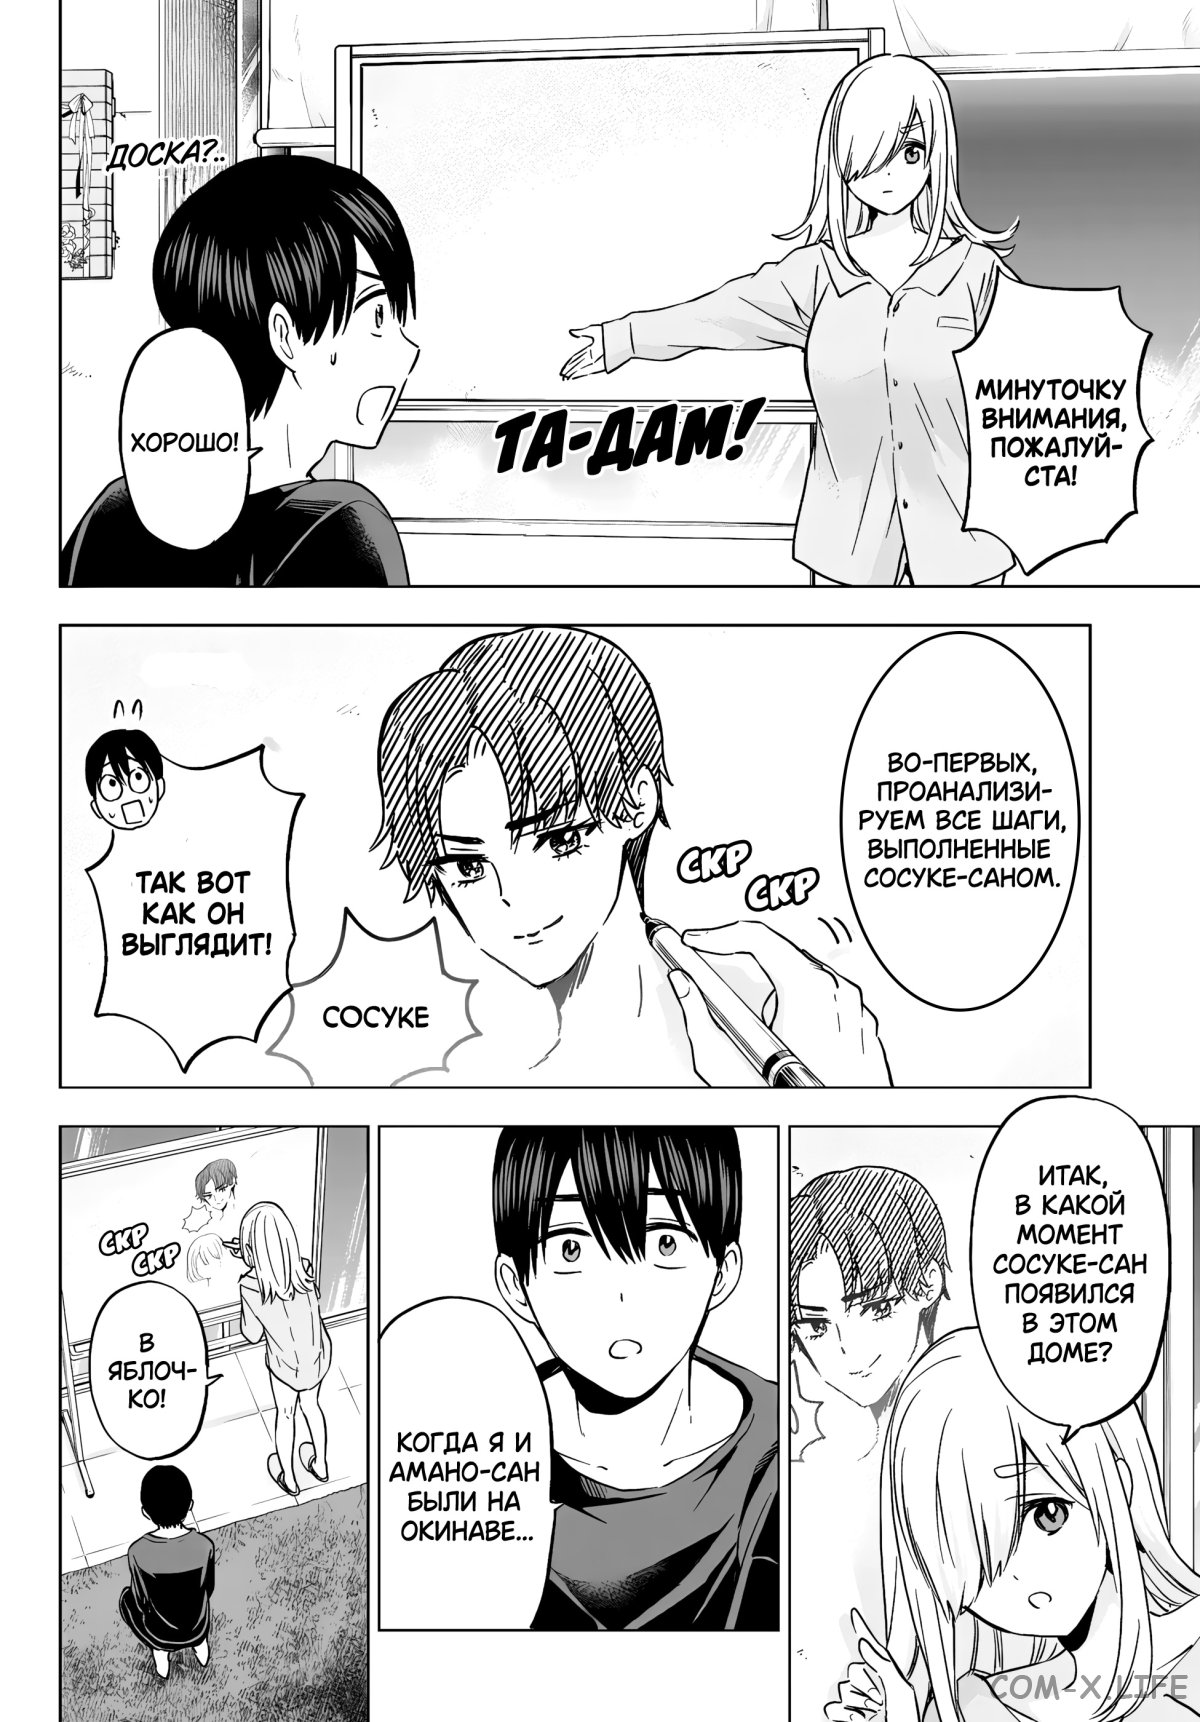 МИНУТОЧКУ
ВНИМАНИЯ,
ПОЖАЛУЙ-
СТА!
ТА-ДАМ!
ДОСКА?..
ХОРОШО!
ВО-ПЕРВЫХ,
ПРОАНАЛИЗИ-
РУЕМ ВСЕ ШАГИ,
ВЫПОЛНЕННЫЕ
СОСУКЕ-САНОМ.
СКР
СКР
СОСУКЕ
ТАК ВОТ
КАК ОН
ВЫГЛЯДИТ!
ИТАК,
В КАКОЙ
МОМЕНТ
СОСУКЕ-САН
ПОЯВИЛСЯ
В ЭТОМ
ДОМЕ?
КОГДА Я И
АМАНО-САН
БЫЛИ НА
ОКИНАВЕ...
СКР
СКР
В
ЯБЛОЧ-
КО!
COM-X.LIFE